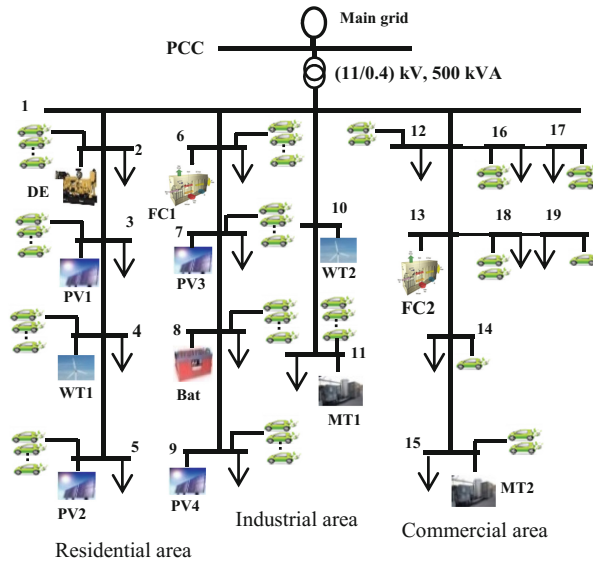 Main grid
PCC
(11/0.4) kV, 500 kVA
1
2
DE
3
PV1
4
WT1
5
PV2
Residential area
6
FC1
7
PV3
8
Bat
9
PV4
10
WT2
11
MT1
Industrial area
12
16
17
13
18
19
FC2
14
15
MT2
Commercial area